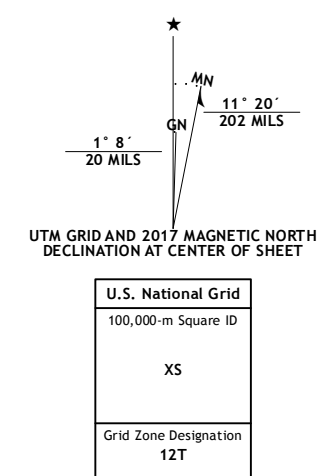 MN
GN
11° 20´
202 MILS
1° 8´
20 MILS
UTM GRID AND 2017 MAGNETIC NORTH
DECLINATION AT CENTER OF SHEET
U.S. National Grid
100,000-m Square ID
XS
Grid Zone Designation
12T